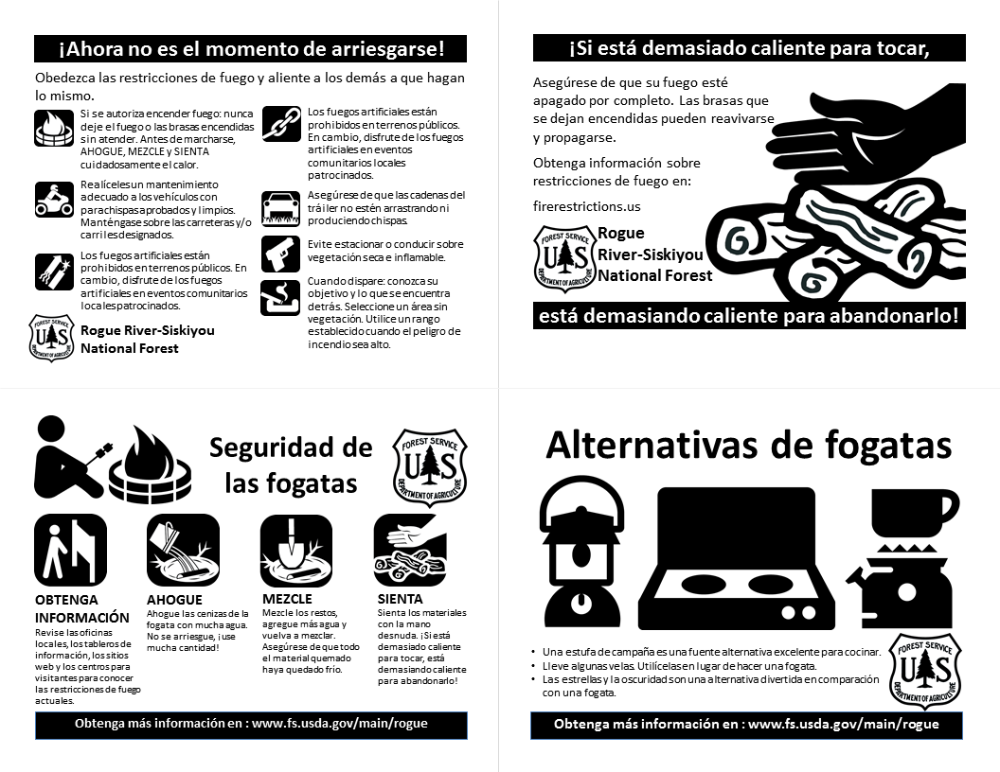 ¡Ahora no es el momento de arriesgarse!
Obedezca las restricciones de fuego y aliente a los demás a que hagan
lo mismo.
Si se autoriza encender fuego: nunca
deje el fuego o las brasas encendidas
sin atender. Antes de marcharse,
AHOGUE, MEZCLE y SIENTA
cuidadosamente el calor.
Realícelesun mantenimiento
adecuado a los vehículos con
parachispas aprobados y limpios.
Manténgase sobre las carreteras y/o
carriles designados.
Los fuegos artificiales están
prohibidos en terrenos públicos. En
cambio, disfrute de los fuegos
artificiales en eventos comunitarios
locales patrocinados.
FOREST SERVICE
U S
DEPARTMENT OF AGRICULTURE
Rogue River-Siskiyou
National Forest
Los fuegos artificiales están
prohibidos en terrenos públicos.
En cambio, disfrute de los fuegos
artificiales en eventos
comunitarios locales
patrocinados.
Asegúrese de que las cadenas del
tráiler no estén arrastrando ni
produciendo chispas.
Evite estacionar o conducir sobre
vegetación seca e inflamable.
Cuando dispare: conozca su
objetivo y lo que se encuentra
detrás. Seleccione un área sin
vegetación. Utilice un rango
establecido cuando el peligro de
incendio sea alto.
¡Si está demasiado caliente para tocar,
Asegúrese de que su fuego esté
apagado por completo. Las brasas que
se dejan encendidas pueden reavivarse
y propagarse.
Obtenga información sobre
restricciones de fuego en:
firerestrictions.us
FOREST SERVICE
U S
DEPARTMENT OF AGRICULTURE
Rogue
River-Siskiyou
National Forest
está demasiando caliente para abandonarlo!
Seguridad de
las fogatas
FOREST SERVICE
U S
DEPARTMENT OF AGRICULTURE
OBTENGA
INFORMACIÓN
Revise las oficinas
locales, los tableros de
información, los sitios
web y los centros para
visitantes para conocer
las restricciones de fuego
actuales.
AHOGUE
Ahogue las cenizas de la
fogata con mucha agua.
No se arriesgue, ¡use
mucha cantidad!
MEZCLE
Mezcle los restos,
agregue más agua y
vuelva a mezclar.
Asegúrese de que todo
el material quemado
haya quedado frío.
SIENTA
Sienta los materiales
con la mano
desnuda. ¡Si está
demasiado caliente
para tocar, está
demasiando caliente
para abandonarlo!
Obtenga más información en : www.fs.usda.gov/main/rogue
Alternativas de fogatas
• Una estufa de campaña es una fuente alternativa excelente para cocinar.
• Lleve algunas velas. Utilícelas en lugar de hacer una fogata.
• Las estrellas y la oscuridad son una alternativa divertida en comparación
con una fogata.
FOREST SERVICE
U S
DEPARTMENT OF AGRICULTURE
Obtenga más información en : www.fs.usda.gov/main/rogue